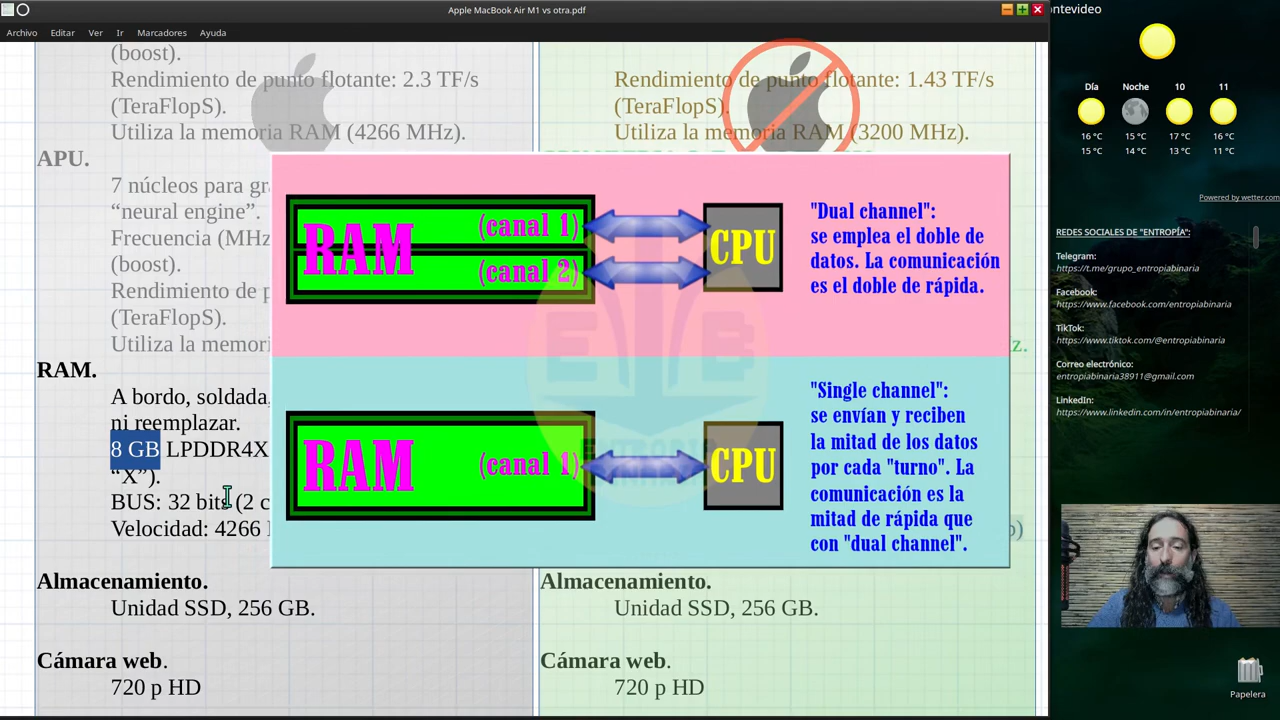 Apple MacBook Air M1 vs otra.pdf
Archivo Editar Ver Ir Marcadores Ayuda
(boost).
Rendimiento de punto flotante: 2.3 TF/s
(TeraFlopS).
Utiliza la memoria RAM (4266 MHz).
APU.
7 núcleos para
“neural engine”.
Frecuencia (MHz
(boost).
Rendimiento de
(TeraFlopS).
Utiliza la
RAM.
A bordo, soldada,
ni reemplazar.
8 GB LPDDR4X
“X”).
BUS: 32 bits (2
Velocidad: 4266
Almacenamiento.
Unidad SSD, 256 GB.
Cámara web.
720 p HD
Rendimiento de punto flotante: 1.43 TF/s
(TeraFlopS).
Utiliza la memoria RAM (3200 MHz).
z.
)
Almacenamiento.
Unidad SSD, 256 GB.
Cámara web.
720 p HD
RAM
(canal 1)
(canal 2)
CPU
"Dual channel":
se emplea el doble de
datos. La comunicación
es el doble de rápida.
EB
RAM
(canal 1)
CPU
"Single channel":
se envían y reciben
la mitad de los datos
por cada "turno". La
comunicación es la
mitad de rápida que
con "dual channel".
ontevideo
Día Noche 10 11
16 °C 15 °C 17 °C 16 °C
15 °C 14 °C 13 °C 11 °C
Powered by wetter.com
REDES SOCIALES DE "ENTROPÍA":
Telegram:
https://t.me/grupo_entropiabinaria
Facebook:
https://www.facebook.com/entropiabinaria
TikTok:
https://www.tiktok.com/@entropiabinaria
Correo electrónico:
entropiabinaria38911@gmail.com
LinkedIn:
https://www.linkedin.com/in/entropiabinaria/
Papelera